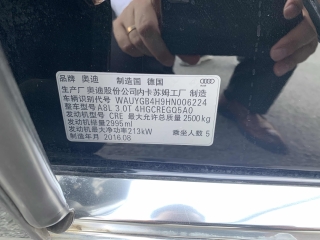 品牌 奥迪 制造国 德国
生产厂 奥迪股份公司内卡苏姆工厂 制造
车辆识别代号 WAUYGB4H9HN006224
整车型号 A8L 3.0T 4HGCREGQ5A0
发动机型号 CRE 最大允许总质量 2500kg
发动机排量 2995ml
发动机最大净功率 213kW 乘坐人数 5
制造年月 2016.08